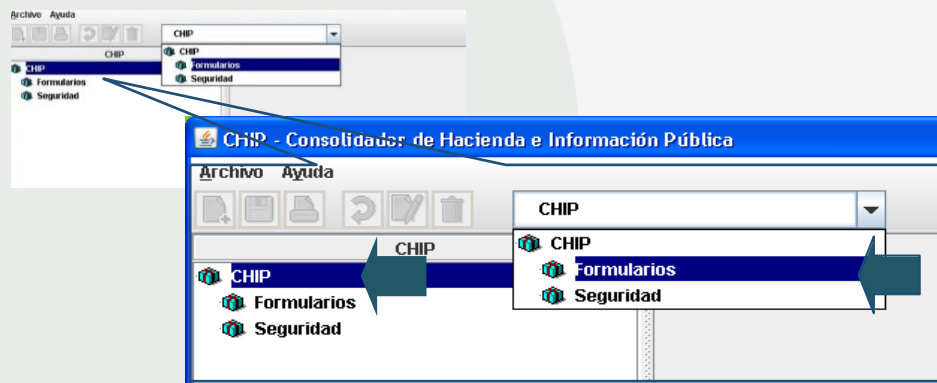 Archivo Ayuda
CHIP
CHIP
CHIP
Formularios
Seguridad
CHIP
Formularios
Seguridad
CHIP - Consolidador de Hacienda e Información Pública
Archivo Ayuda
CHIP
CHIP
CHIP
Formularios
Seguridad
CHIP
Formularios
Seguridad